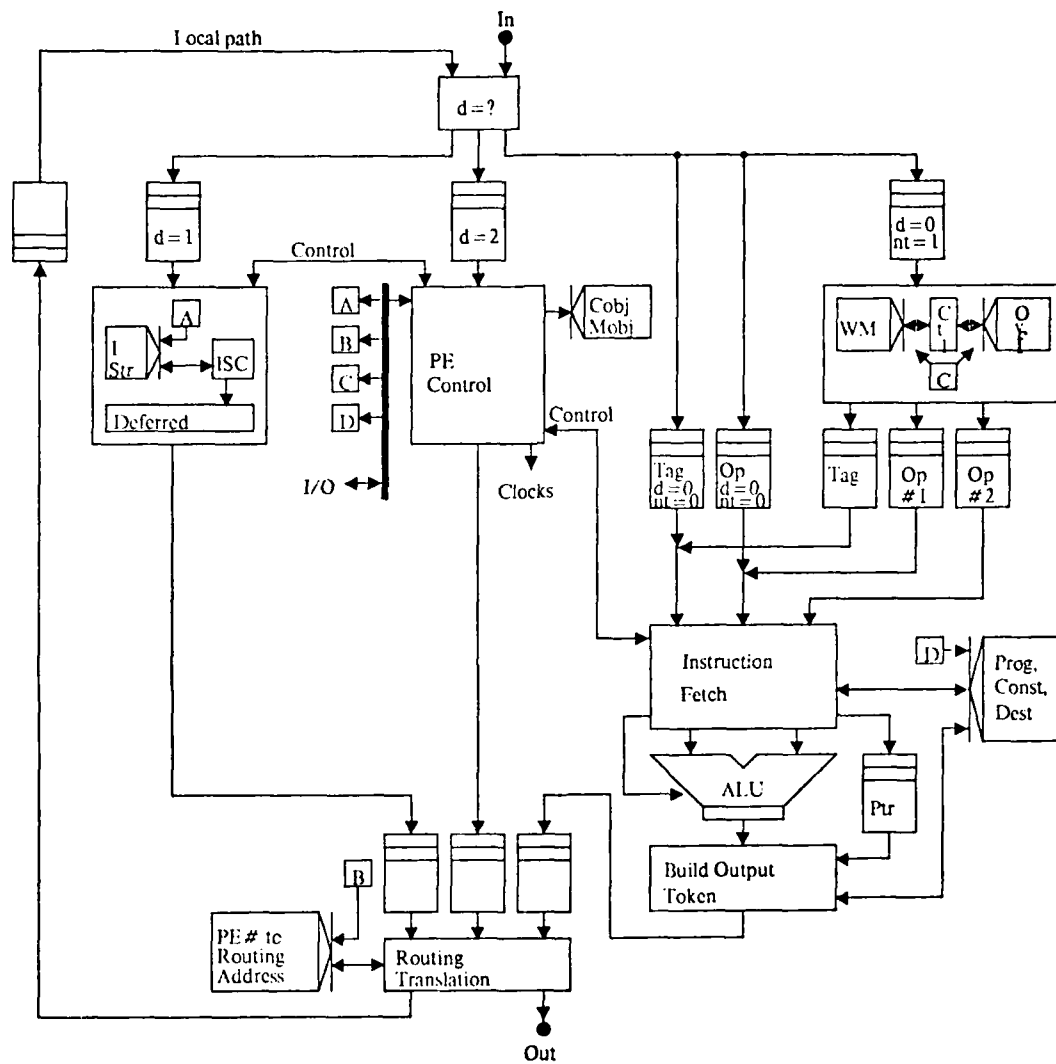 In
Local path
d=?
d=1
d=2
d=0
nt=1
Control
A
I
Str
ISC
Deferred
A
B
C
D
I/O
PE
Control
Cobj
Mobj
Control
Clocks
WM
C
t
l
C
Tag
d=0
nt=0
Op
d=0
nt=0
Tag
Op
#1
Op
#2
Instruction
Fetch
D
Prog,
Const,
Dest
ALU
Ptr
Build Output
Token
B
PE# to
Routing
Address
Routing
Translation
Out